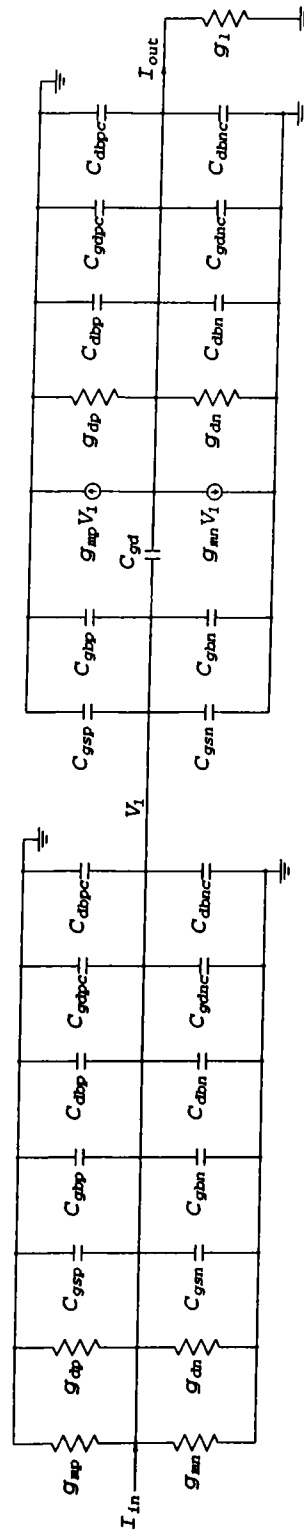 I_in
g_mp
g_dp
C_gsp
C_gbp
C_dbp
C_gdpc
C_dbpc
g_mn
g_dn
C_gsn
C_gbn
C_dbn
C_gdnc
C_dbnc
V_1
C_gsp
C_gbp
g_mp V_1
g_dp
C_dbp
C_gdpc
C_dbpc
C_gd
I_out
C_gsn
C_gbn
g_mn V_1
g_dn
C_dbn
C_gdnc
C_dbnc
g_1